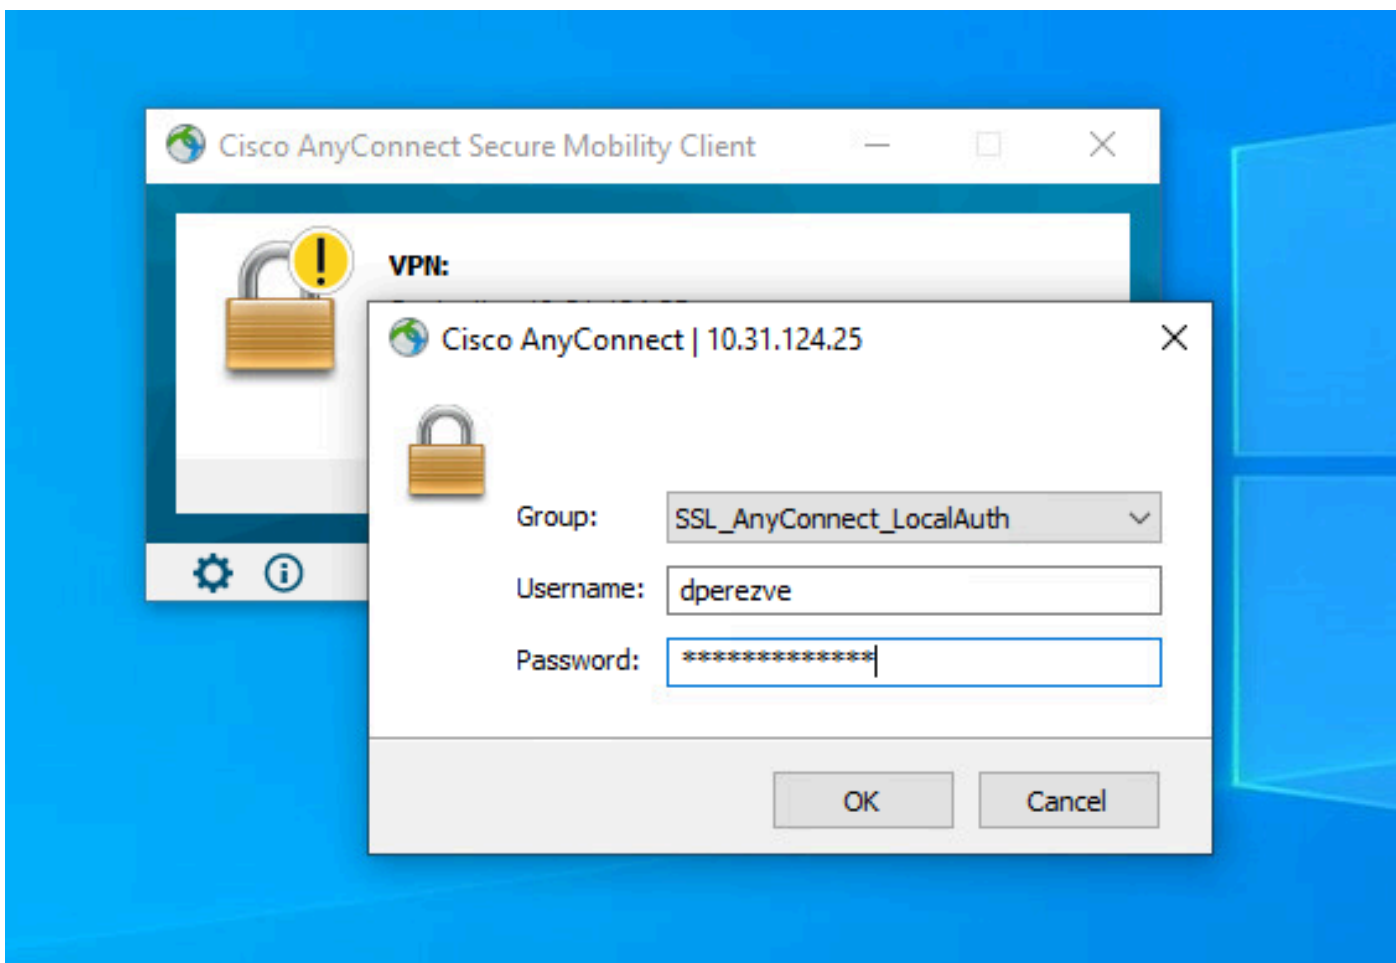 Cisco AnyConnect Secure Mobility Client
VPN:
Cisco AnyConnect | 10.31.124.25
Group: SSL_AnyConnect_LocalAuth
Username: dperezve
Password: *************
OK Cancel